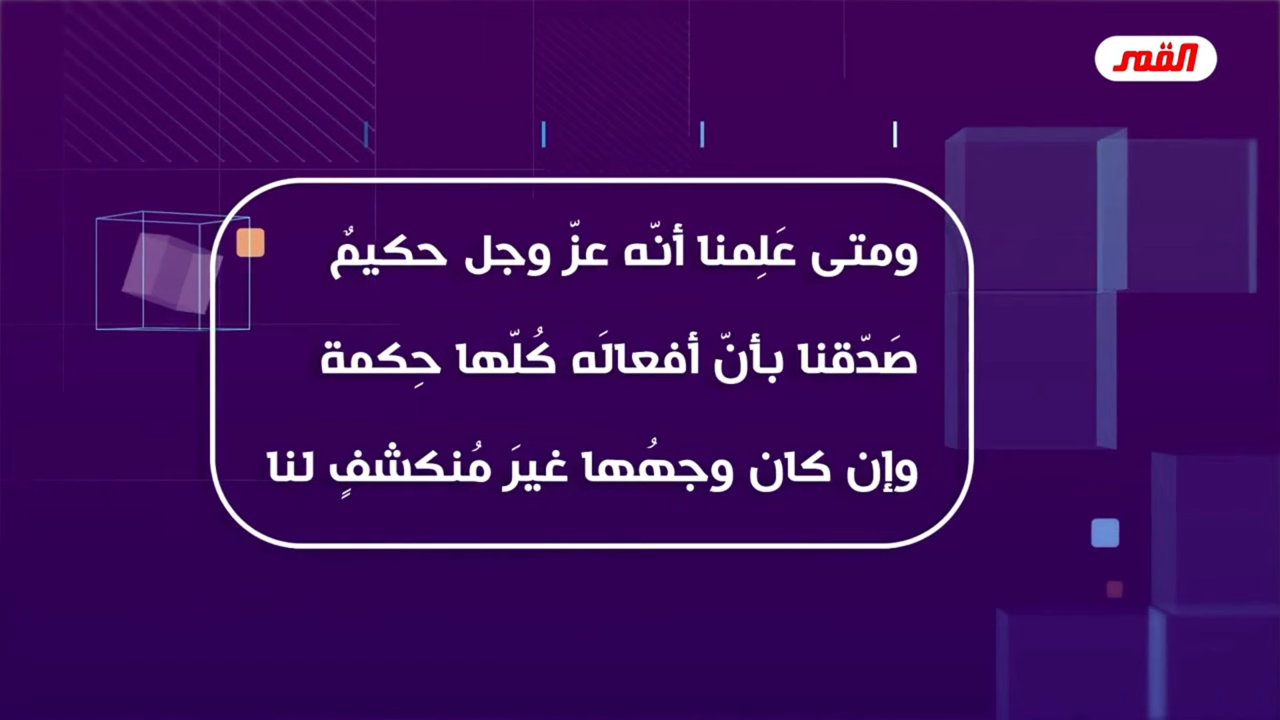 القمر
ومتى عَلِمنا أنّه عزّ وجل حكيمٌ
صَدّقنا بأنّ أفعالَه كُلّها حِكمة
وإن كان وجهُها غيرَ مُنكشفٍ لنا